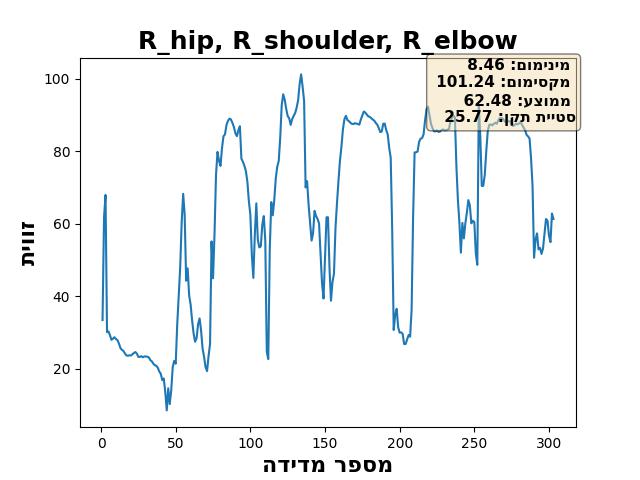 R_hip, R_shoulder, R_elbow
מינימום: 8.46
מקסימום: 101.24
ממוצע: 62.48
סטיית תקן: 25.77
זווית
100
80
60
40
20
0 50 100 150 200 250 300
מספר מדידה